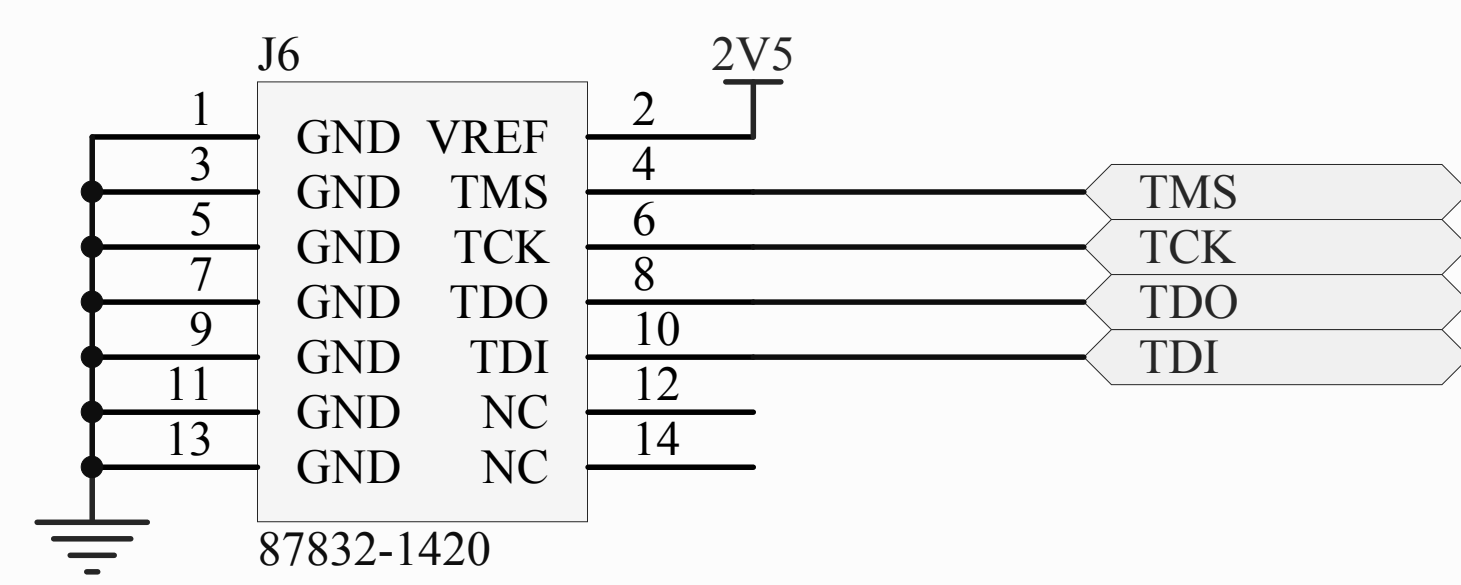 J6
2V5
1 GND VREF 2
3 GND TMS 4 TMS
5 GND TCK 6 TCK
7 GND TDO 8 TDO
9 GND TDI 10 TDI
11 GND NC 12
13 GND NC 14
87832-1420